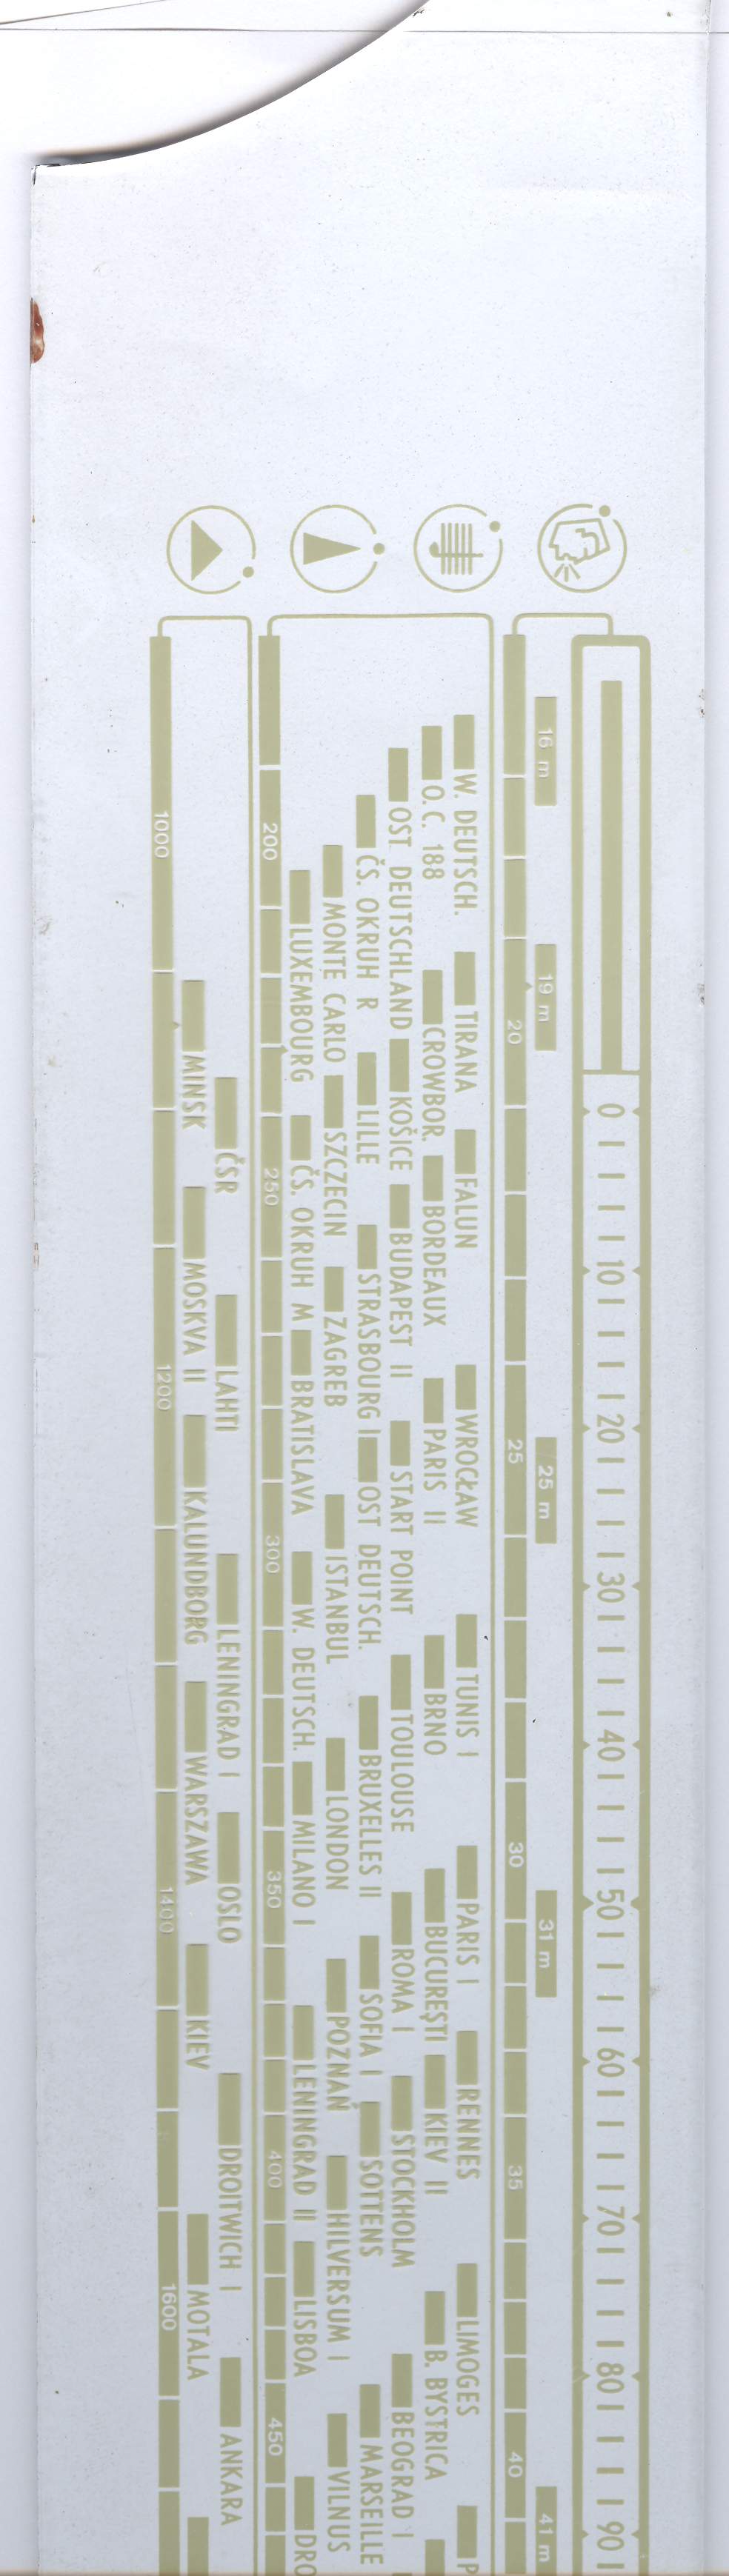 0 10 20 30 40 50 60 70 80 90
16 m 19 m 25 m 31 m 41 m
20 25 30 35 40
W. DEUTSCH. TIRANA FALUN WROCŁAW TUNIS I PARIS I RENNES LIMOGES P
O. C. 188 CROWBOR. BORDEAUX PARIS II BRNO BUCUREŞTI KIEV II B. BYSTRICA
OST. DEUTSCHLAND KOŠICE BUDAPEST II START POINT TOULOUSE ROMA I STOCKHOLM BEOGRAD I
ČS. OKRUH R LILLE STRASBOURG I OST DEUTSCH. BRUXELLES II SOFIA I SOTTENS MARSEILLE
MONTE CARLO SZCZECIN ZAGREB ISTANBUL LONDON POZNAŃ HILVERSUM I VILNUS
LUXEMBOURG ČS. OKRUH M BRATISLAVA W. DEUTSCH. MILANO I LENINGRAD II LISBOA DRO
200 250 300 350 400 450
ČSR LAHTI LENINGRAD I OSLO DROITWICH I ANKARA
MINSK MOSKVA II KALUNDBORG WARSZAWA KIEV MOTALA
1000 1200 1400 1600